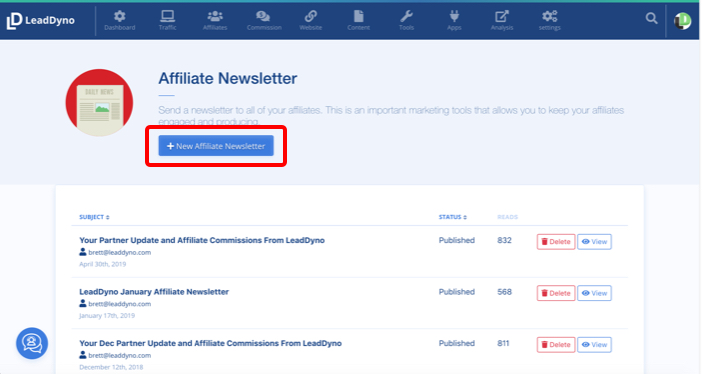 LeadDyno
Dashboard
Traffic
Affiliates
Commission
Website
Content
Tools
Apps
Analysis
settings
DAILY NEWS
Affiliate Newsletter
Send a newsletter to all of your affiliates. This is an important marketing tools that allows you to keep your affiliates
engaged and producing.
+ New Affiliate Newsletter
SUBJECT
STATUS
READS
Your Partner Update and Affiliate Commissions From LeadDyno
Published
832
Delete
View
brett@leaddyno.com
April 30th, 2019
LeadDyno January Affiliate Newsletter
Published
568
Delete
View
brett@leaddyno.com
January 17th, 2019
Your Dec Partner Update and Affiliate Commissions From LeadDyno
Published
811
Delete
View
brett@leaddyno.com
December 12th, 2018